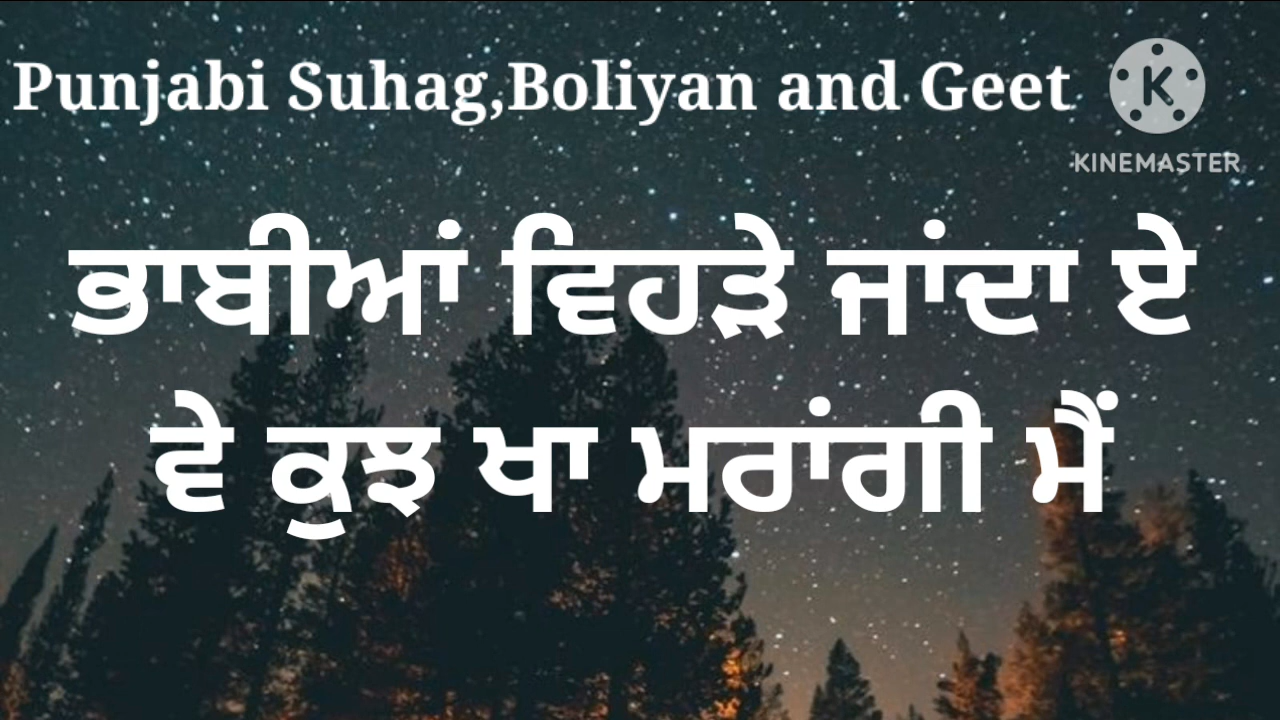 Punjabi Suhag,Boliyan and Geet
KINEMASTER
ਭਾਬੀਆਂ ਵਿਹੜੇ ਜਾਂਦਾ ਏ
ਵੇ ਕੁਝ ਖਾ ਮਰਾਂਗੀ ਮੈਂ